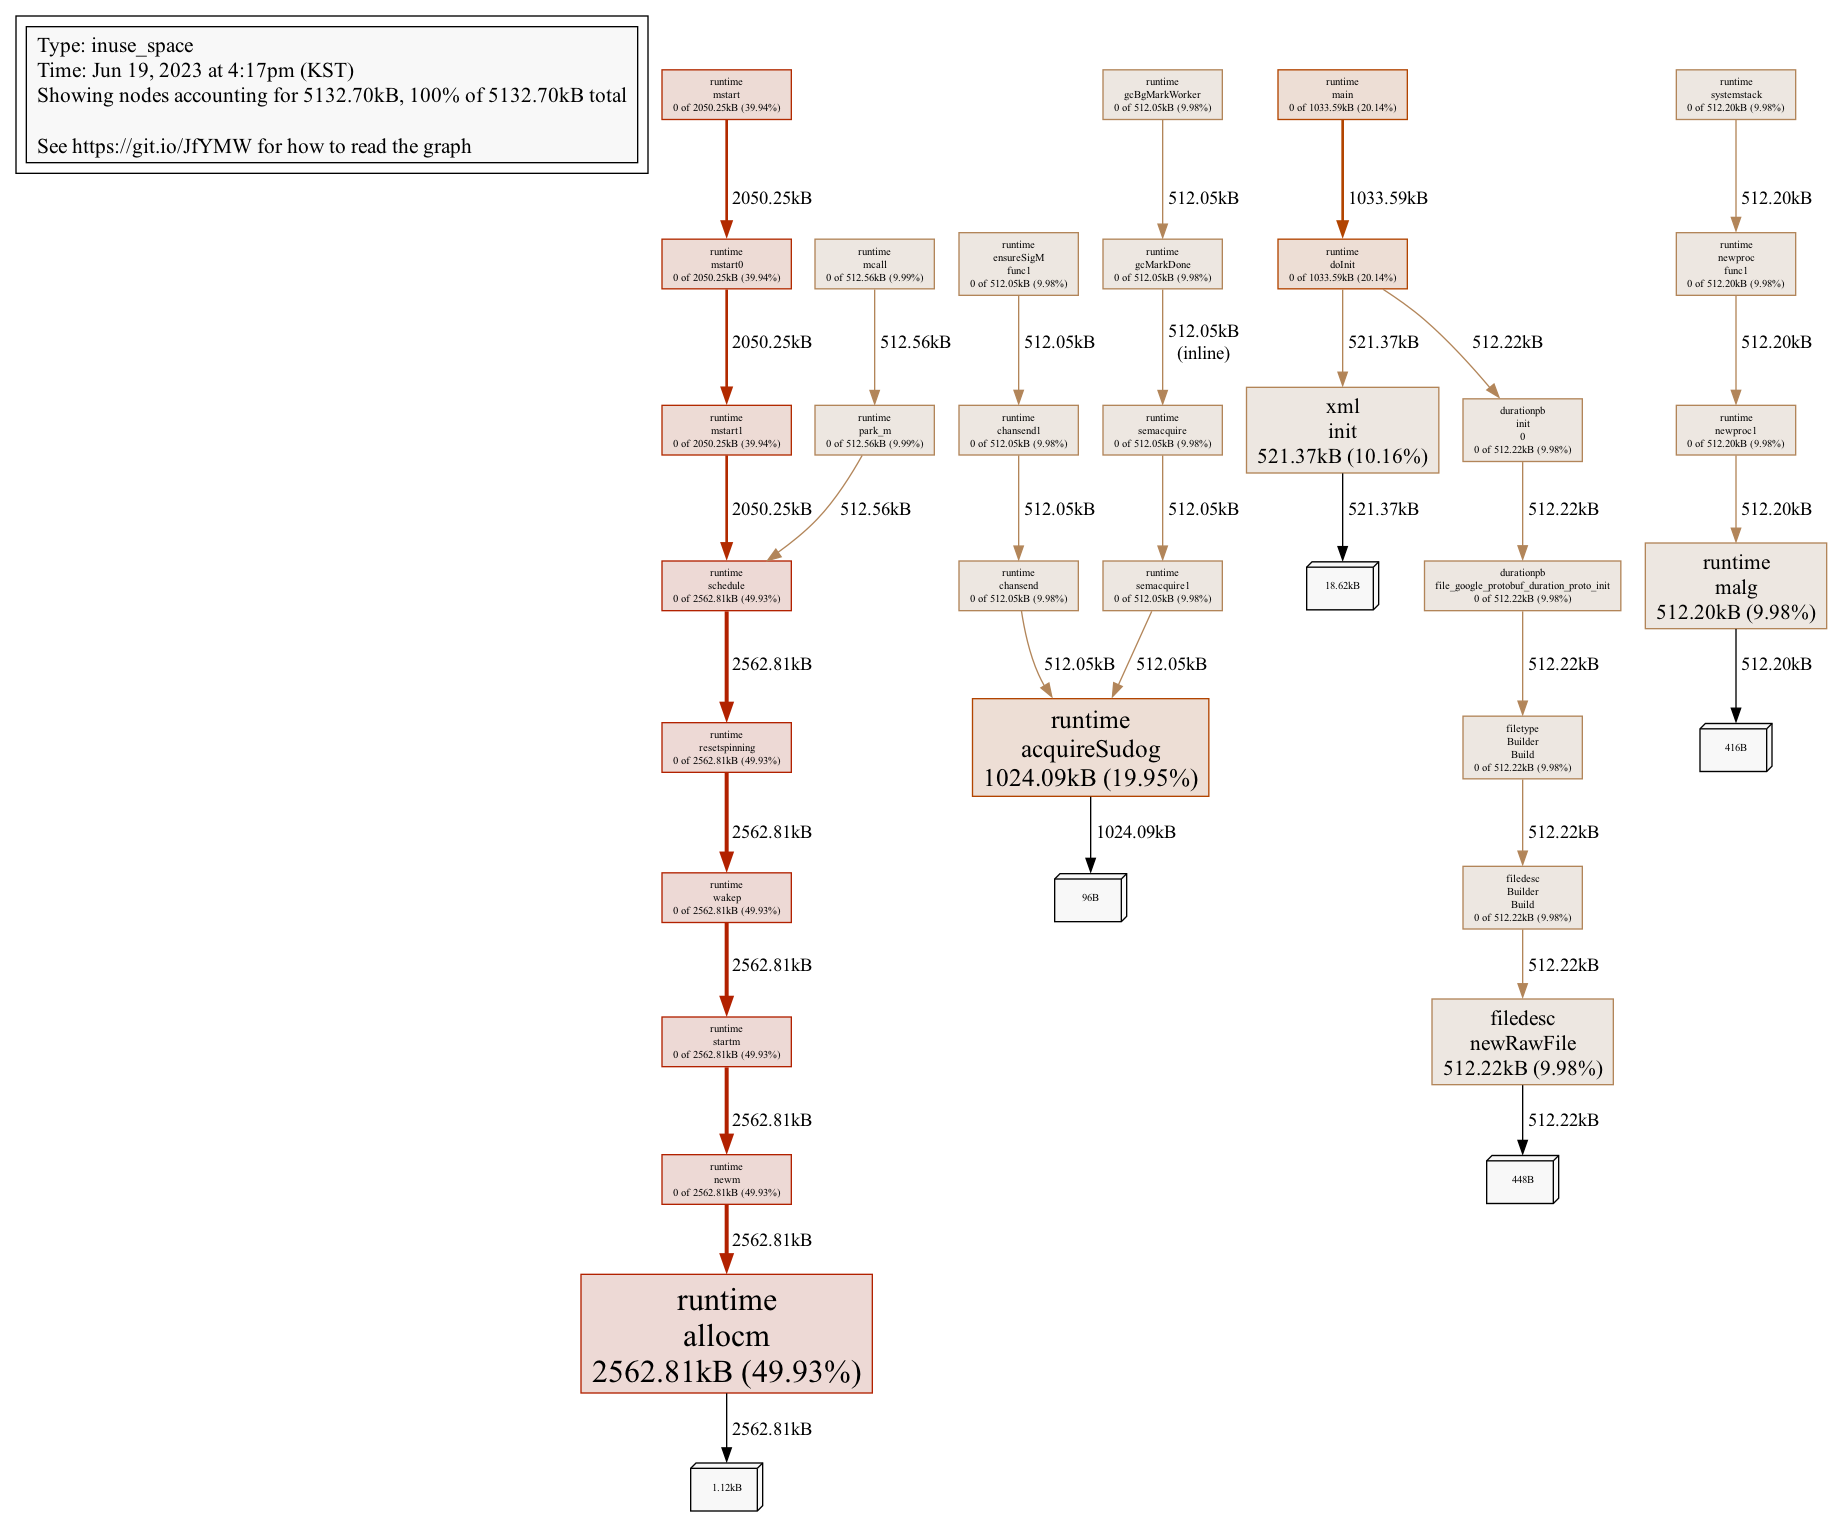 Type: inuse_space
Time: Jun 19, 2023 at 4:17pm (KST)
Showing nodes accounting for 5132.70kB, 100% of 5132.70kB total
See https://git.io/JfYMW for how to read the graph
runtime
mstart
0 of 2050.25kB (39.94%)
2050.25kB
runtime
mstart0
0 of 2050.25kB (39.94%)
2050.25kB
runtime
mstart1
0 of 2050.25kB (39.94%)
2050.25kB
runtime
mcall
0 of 512.56kB (9.99%)
512.56kB
runtime
park_m
0 of 512.56kB (9.99%)
512.56kB
runtime
schedule
0 of 2562.81kB (49.93%)
2562.81kB
runtime
resetspinning
0 of 2562.81kB (49.93%)
2562.81kB
runtime
wakep
0 of 2562.81kB (49.93%)
2562.81kB
runtime
startm
0 of 2562.81kB (49.93%)
2562.81kB
runtime
newm
0 of 2562.81kB (49.93%)
2562.81kB
runtime
allocm
2562.81kB (49.93%)
2562.81kB
1.12kB
runtime
ensureSigM
func1
0 of 512.05kB (9.98%)
512.05kB
runtime
chansend1
0 of 512.05kB (9.98%)
512.05kB
runtime
chansend
0 of 512.05kB (9.98%)
512.05kB
runtime
gcBgMarkWorker
0 of 512.05kB (9.98%)
512.05kB
runtime
gcMarkDone
0 of 512.05kB (9.98%)
512.05kB
(inline)
runtime
semacquire
0 of 512.05kB (9.98%)
512.05kB
runtime
semacquire1
0 of 512.05kB (9.98%)
512.05kB
runtime
acquireSudog
1024.09kB (19.95%)
1024.09kB
96B
runtime
main
0 of 1033.59kB (20.14%)
1033.59kB
runtime
doInit
0 of 1033.59kB (20.14%)
521.37kB
512.22kB
xml
init
521.37kB (10.16%)
521.37kB
18.62kB
durationpb
init
0
0 of 512.22kB (9.98%)
512.22kB
durationpb
file_google_protobuf_duration_proto_init
0 of 512.22kB (9.98%)
512.22kB
filetype
Builder
Build
0 of 512.22kB (9.98%)
512.22kB
filedesc
Builder
Build
0 of 512.22kB (9.98%)
512.22kB
filedesc
newRawFile
512.22kB (9.98%)
512.22kB
448B
runtime
systemstack
0 of 512.20kB (9.98%)
512.20kB
runtime
newproc
func1
0 of 512.20kB (9.98%)
512.20kB
runtime
newproc1
0 of 512.20kB (9.98%)
512.20kB
runtime
malg
512.20kB (9.98%)
512.20kB
416B